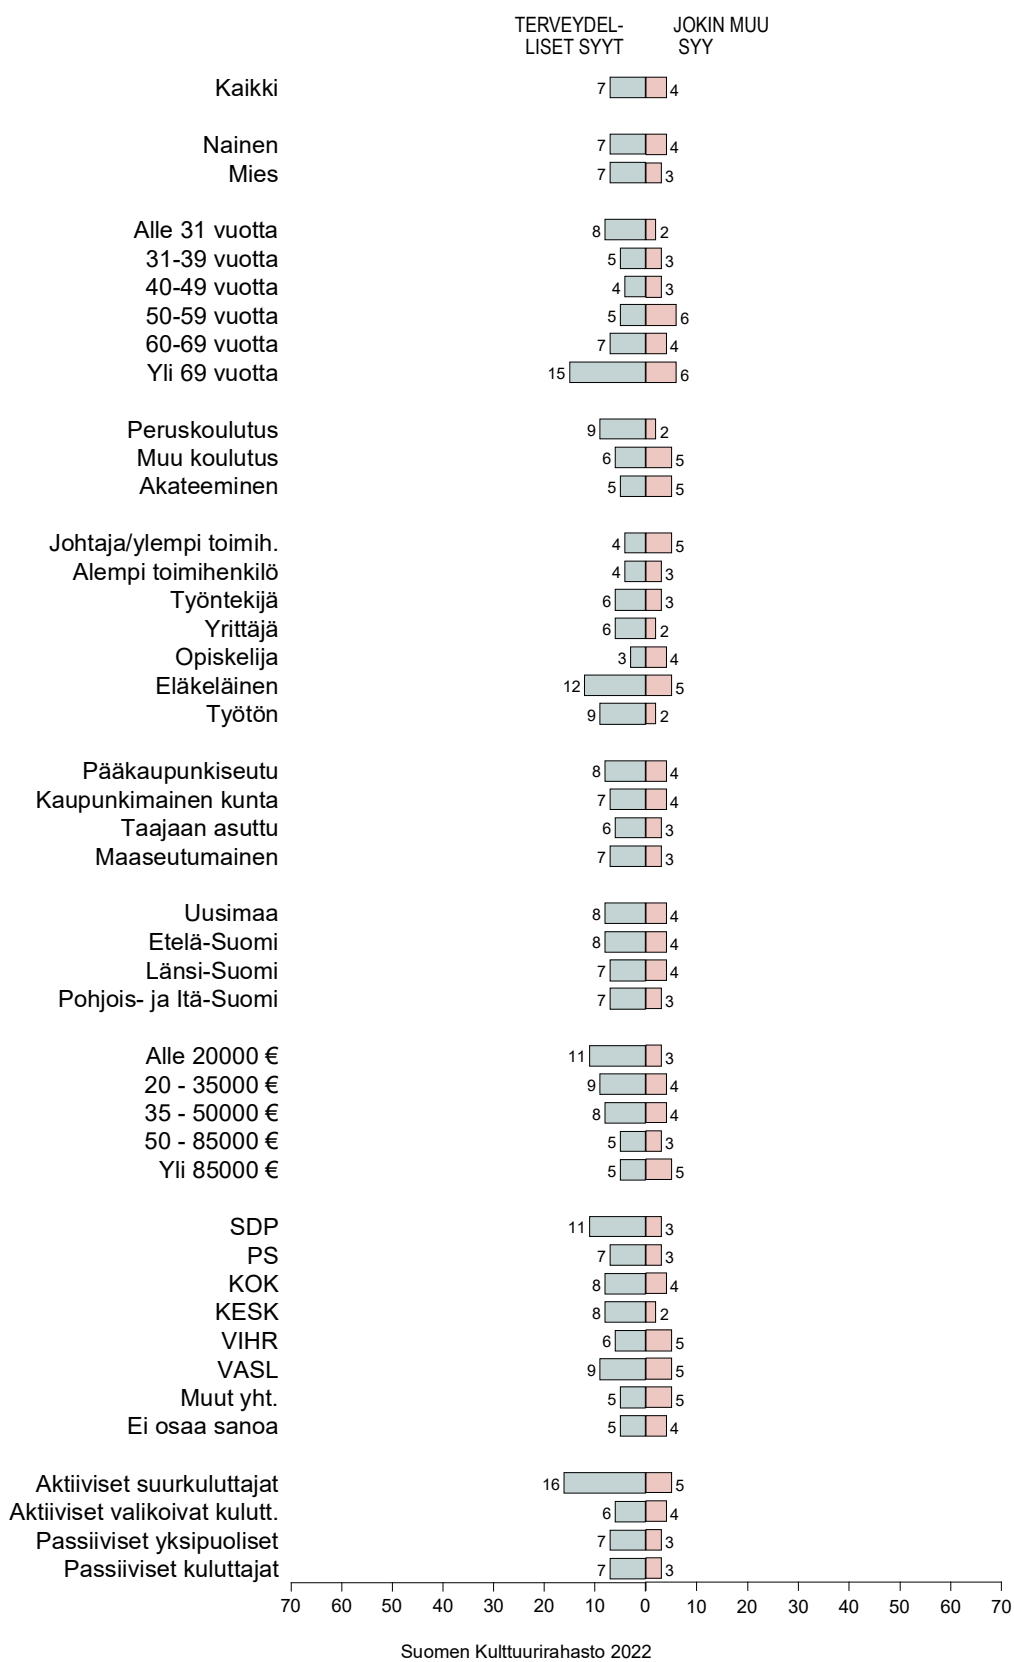 TERVEYDEL- JOKIN MUU
LISET SYYT SYY
Kaikki 7 4
Nainen 7 4
Mies 7 3
Alle 31 vuotta 8 2
31-39 vuotta 5 3
40-49 vuotta 4 3
50-59 vuotta 5 6
60-69 vuotta 7 4
Yli 69 vuotta 15 6
Peruskoulutus 9 2
Muu koulutus 6 5
Akateeminen 5 5
Johtaja/ylempi toimih. 4 5
Alempi toimihenkilö 4 3
Työntekijä 6 3
Yrittäjä 6 2
Opiskelija 3 4
Eläkeläinen 12 5
Työtön 9 2
Pääkaupunkiseutu 8 4
Kaupunkimainen kunta 7 4
Taajaan asuttu 6 3
Maaseutumainen 7 3
Uusimaa 8 4
Etelä-Suomi 8 4
Länsi-Suomi 7 4
Pohjois- ja Itä-Suomi 7 3
Alle 20000 € 11 3
20 - 35000 € 9 4
35 - 50000 € 8 4
50 - 85000 € 5 3
Yli 85000 € 5 5
SDP 11 3
PS 7 3
KOK 8 4
KESK 8 2
VIHR 6 5
VASL 9 5
Muut yht. 5 5
Ei osaa sanoa 5 4
Aktiiviset suurkuluttajat 16 5
Aktiiviset valikoivat kulutt. 6 4
Passiiviset yksipuoliset 7 3
Passiiviset kuluttajat 7 3
70 60 50 40 30 20 10 0 10 20 30 40 50 60 70
Suomen Kulttuurirahasto 2022